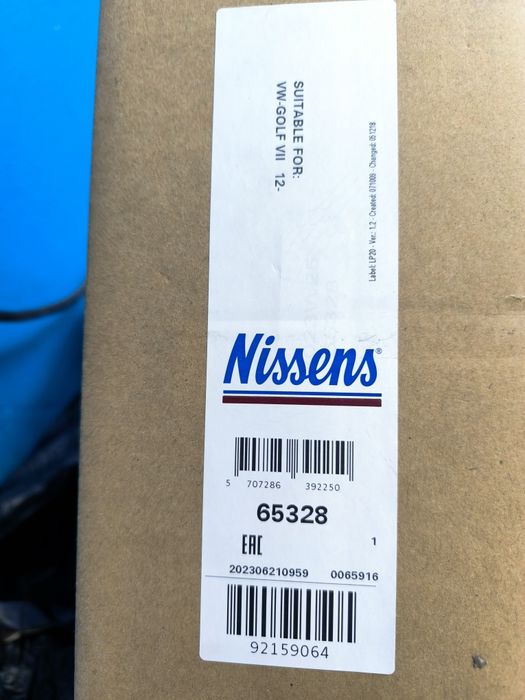 SUITABLE FOR:
VW-GOLF VII 12-
Label: LP20 - Ver.: 1.2 - Created: 071009 - Changed: 051218
Nissens®
5 707286 392250
65328
EAC 1
202306210959 0065916
92159064